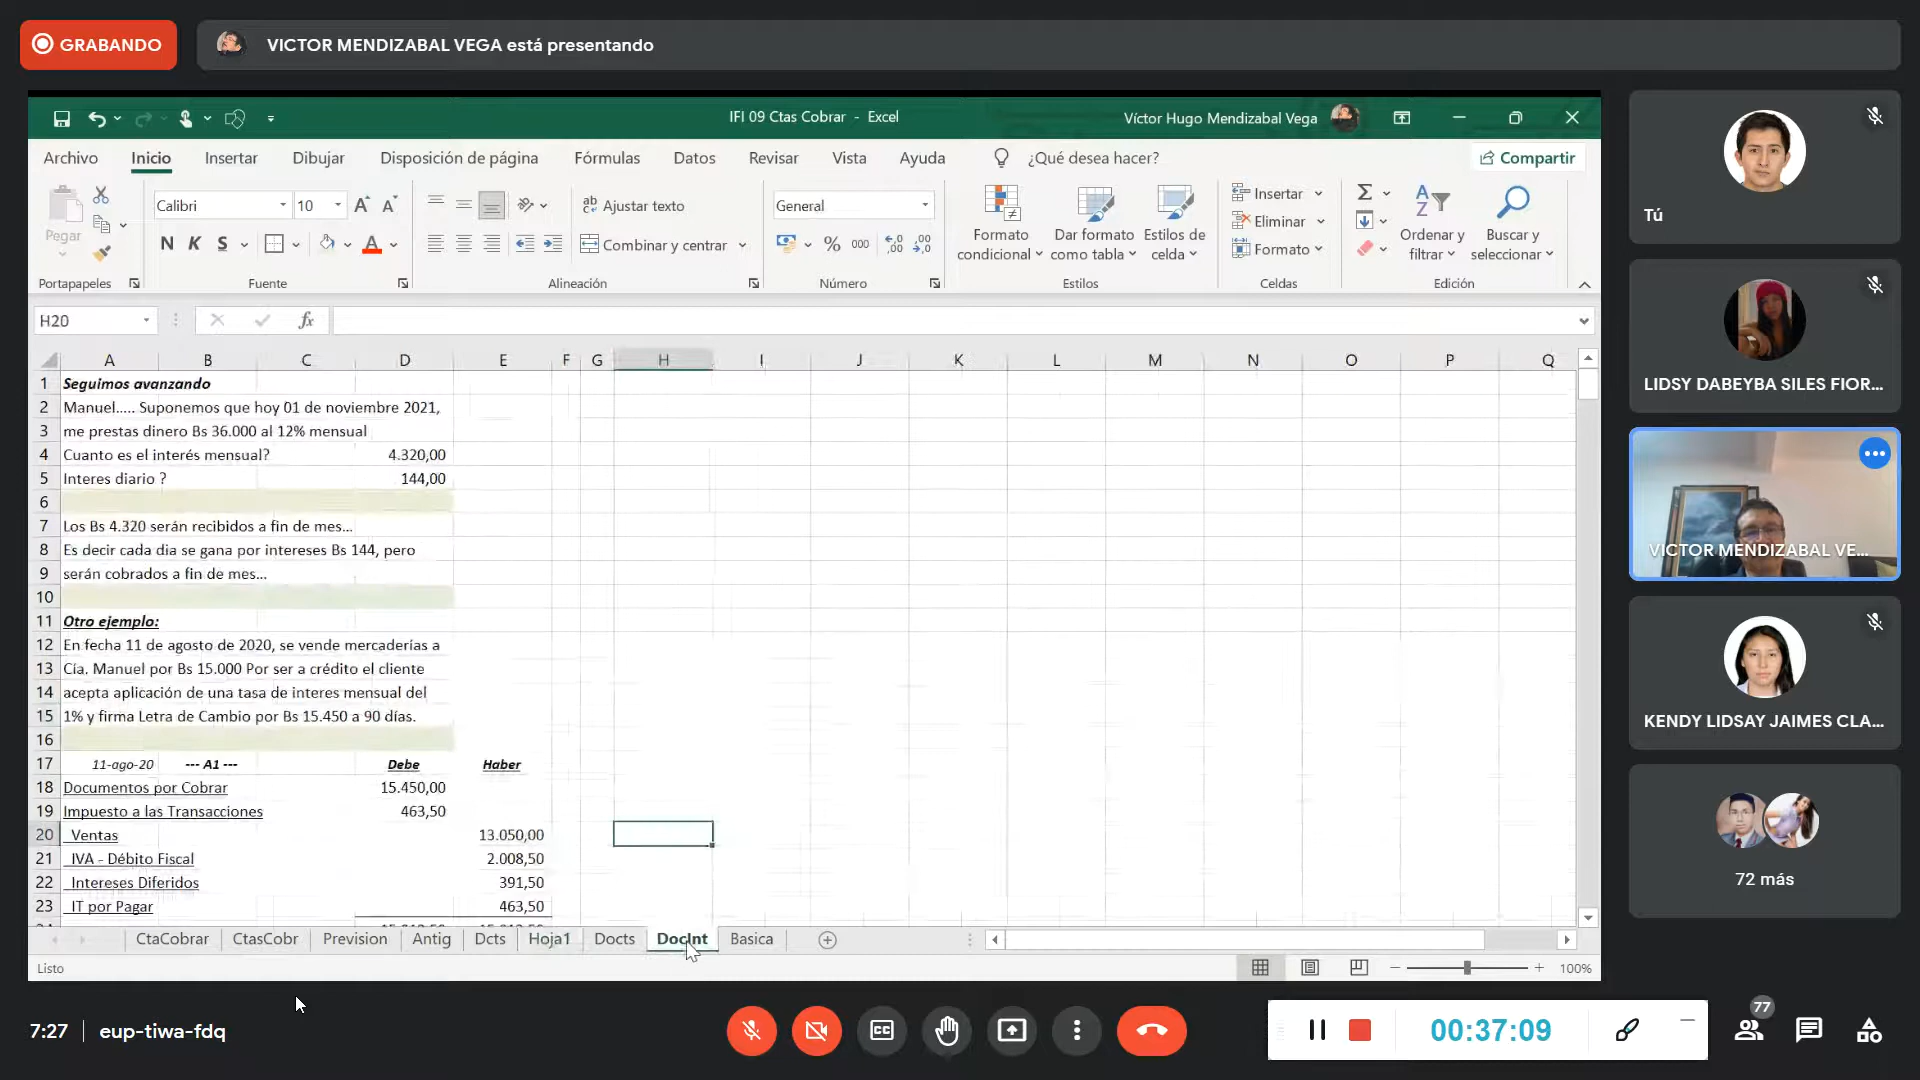 GRABANDO
VICTOR MENDIZABAL VEGA está presentando
IFI 09 Ctas Cobrar - Excel
Víctor Hugo Mendizabal Vega
Archivo Inicio Insertar Dibujar Disposición de página Fórmulas Datos Revisar Vista Ayuda ¿Qué desea hacer? Compartir
Pegar
Portapapeles
Calibri 10
N K S
Fuente
Ajustar texto
Combinar y centrar
Alineación
General
% 000
Número
Formato condicional
Dar formato como tabla
Estilos de celda
Estilos
Insertar
Eliminar
Formato
Celdas
Ordenar y filtrar
Buscar y seleccionar
Edición
H20 fx
A B C D E F G H I J K L M N O P Q
1 Seguimos avanzando
2 Manuel..... Suponemos que hoy 01 de noviembre 2021,
3 me prestas dinero Bs 36.000 al 12% mensual
4 Cuanto es el interés mensual? 4.320,00
5 Interes diario ? 144,00
6
7 Los Bs 4.320 serán recibidos a fin de mes...
8 Es decir cada dia se gana por intereses Bs 144, pero
9 serán cobrados a fin de mes...
10
11 Otro ejemplo:
12 En fecha 11 de agosto de 2020, se vende mercaderías a
13 Cía. Manuel por Bs 15.000 Por ser a crédito el cliente
14 acepta aplicación de una tasa de interes mensual del
15 1% y firma Letra de Cambio por Bs 15.450 a 90 días.
16
17 11-ago-20 --- A1 --- Debe Haber
18 Documentos por Cobrar 15.450,00
19 Impuesto a las Transacciones 463,50
20 Ventas 13.050,00
21 IVA - Débito Fiscal 2.008,50
22 Intereses Diferidos 391,50
23 IT por Pagar 463,50
CtaCobrar CtasCobr Prevision Antig Dcts Hoja1 Docts DocInt Basica
Listo
100%
Tú
LIDSY DABEYBA SILES FIOR...
VICTOR MENDIZABAL VE...
KENDY LIDSAY JAIMES CLA...
72 más
7:27 eup-tiwa-fdq
CC
00:37:09
77